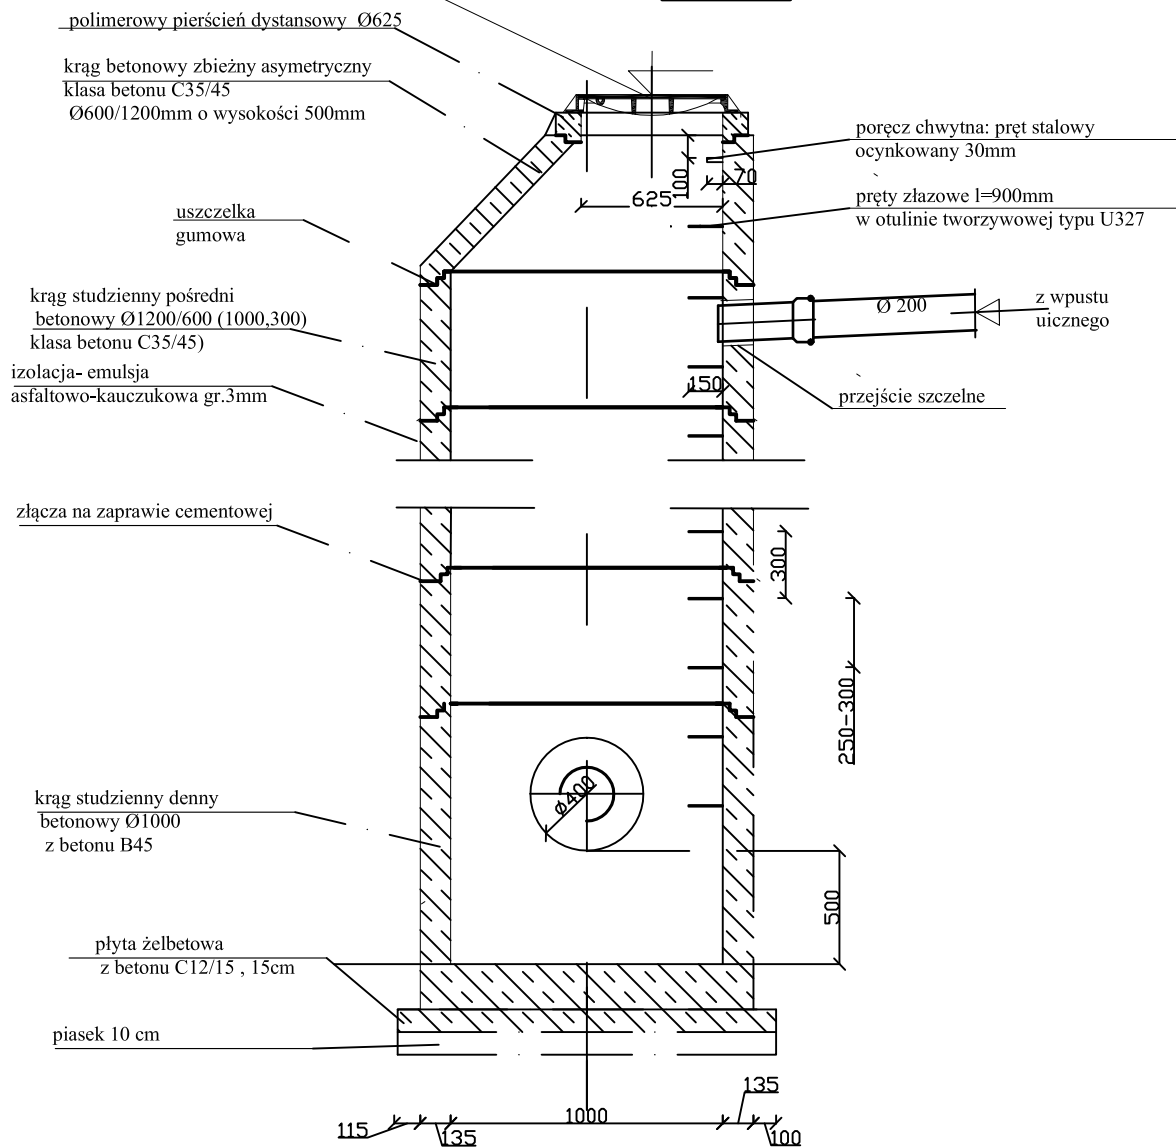 polimerowy pierścień dystansowy Ø625
krąg betonowy zbieżny asymetryczny
klasa betonu C35/45
Ø600/1200mm o wysokości 500mm
poręcz chwytna: pręt stalowy
ocynkowany 30mm
100
70
625
pręty złazowe l=900mm
w otulinie tworzywowej typu U327
uszczelka
gumowa
krąg studzienny pośredni
betonowy Ø1200/600 (1000,300)
klasa betonu C35/45)
Ø 200
z wpustu
uicznego
izolacja- emulsja
asfaltowo-kauczukowa gr.3mm
150
przejście szczelne
złącza na zaprawie cementowej
300
250-300
Ø400
krąg studzienny denny
betonowy Ø1000
z betonu B45
500
płyta żelbetowa
z betonu C12/15 , 15cm
piasek 10 cm
115
135
1000
135
100